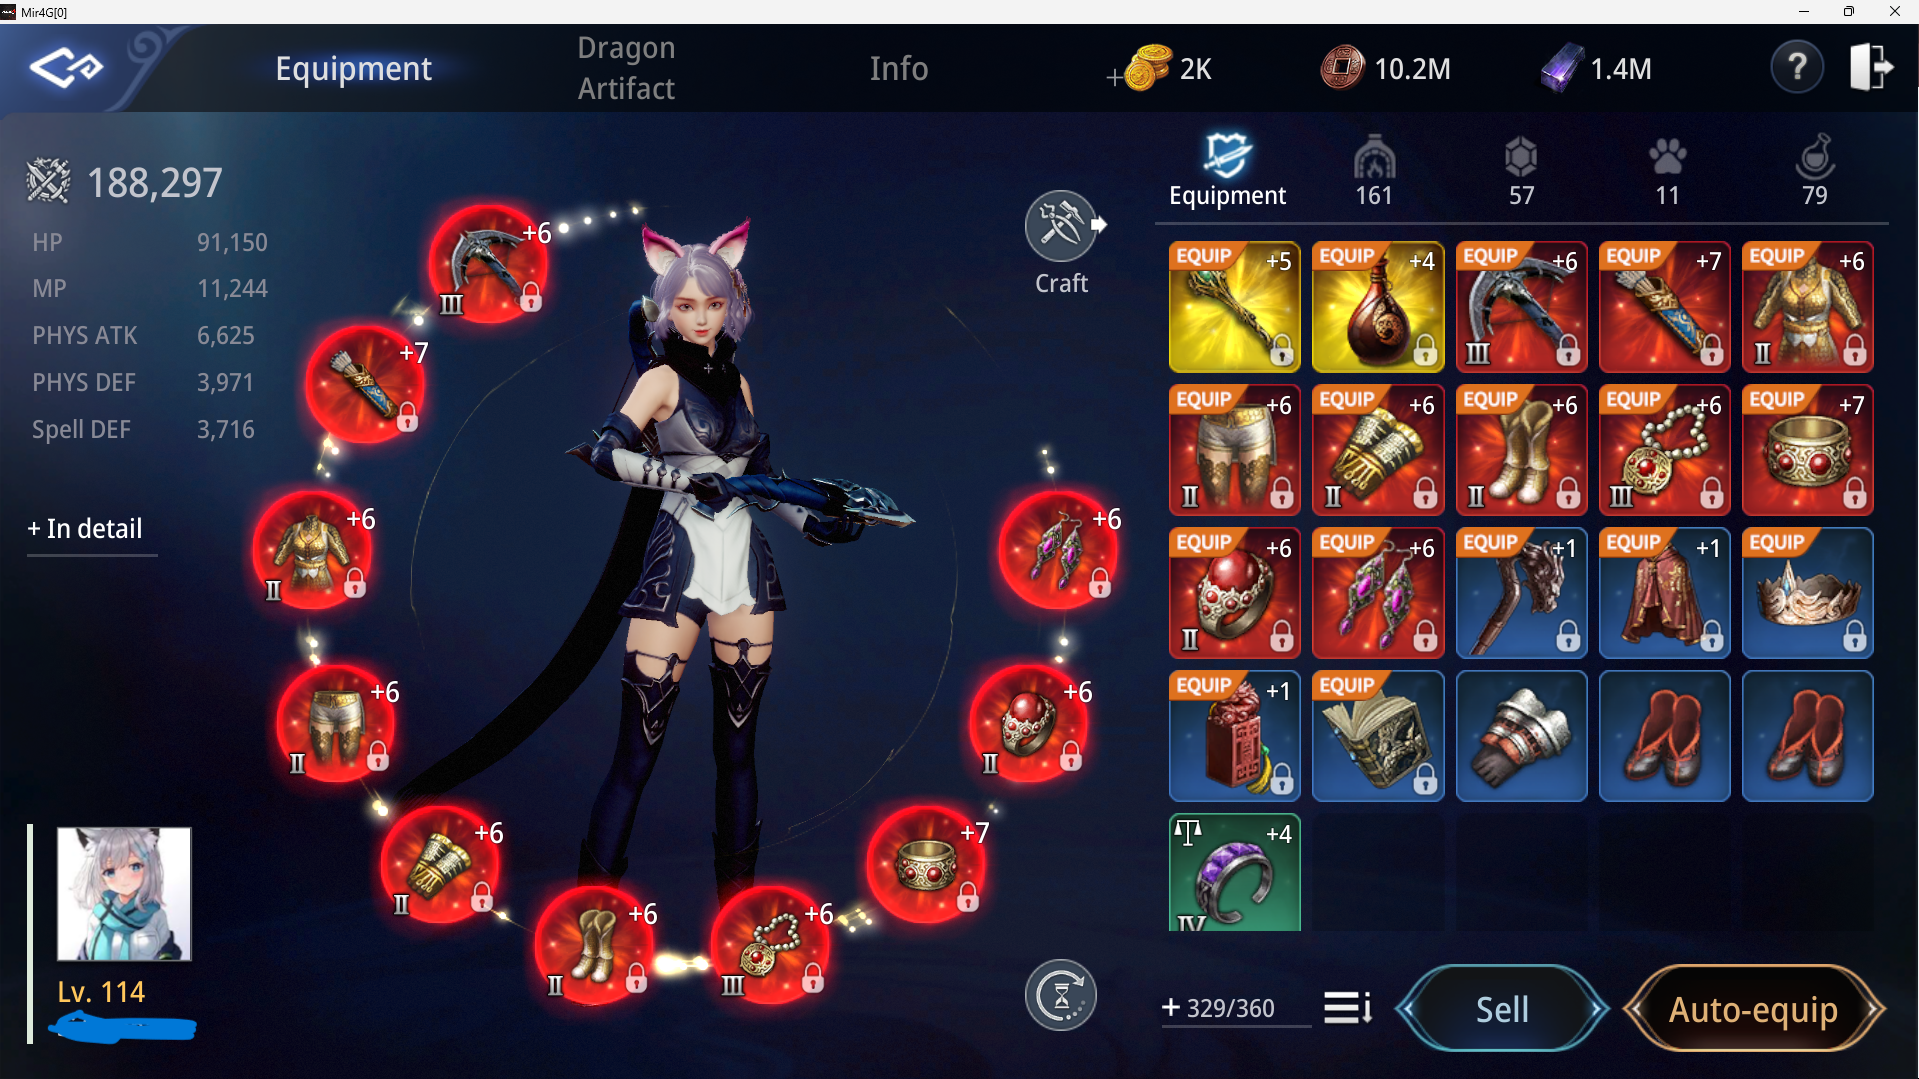 Mir4G[0]
Equipment
Dragon
Artifact
Info
+ 2K
10.2M
1.4M
?
188,297
HP 91,150
MP 11,244
PHYS ATK 6,625
PHYS DEF 3,971
Spell DEF 3,716
+ In detail
Lv. 114
+6
III
+7
+6
II
+6
II
+6
II
+6
II
+6
III
+7
+6
II
+6
Craft
Equipment
161
57
11
79
EQUIP +5
EQUIP +4
EQUIP +6
III
EQUIP +7
EQUIP +6
II
EQUIP +6
II
EQUIP +6
II
EQUIP +6
II
EQUIP +6
III
EQUIP +7
EQUIP +6
II
EQUIP +6
EQUIP +1
EQUIP +1
EQUIP
EQUIP +1
EQUIP
+4
IV
+ 329/360
Sell
Auto-equip